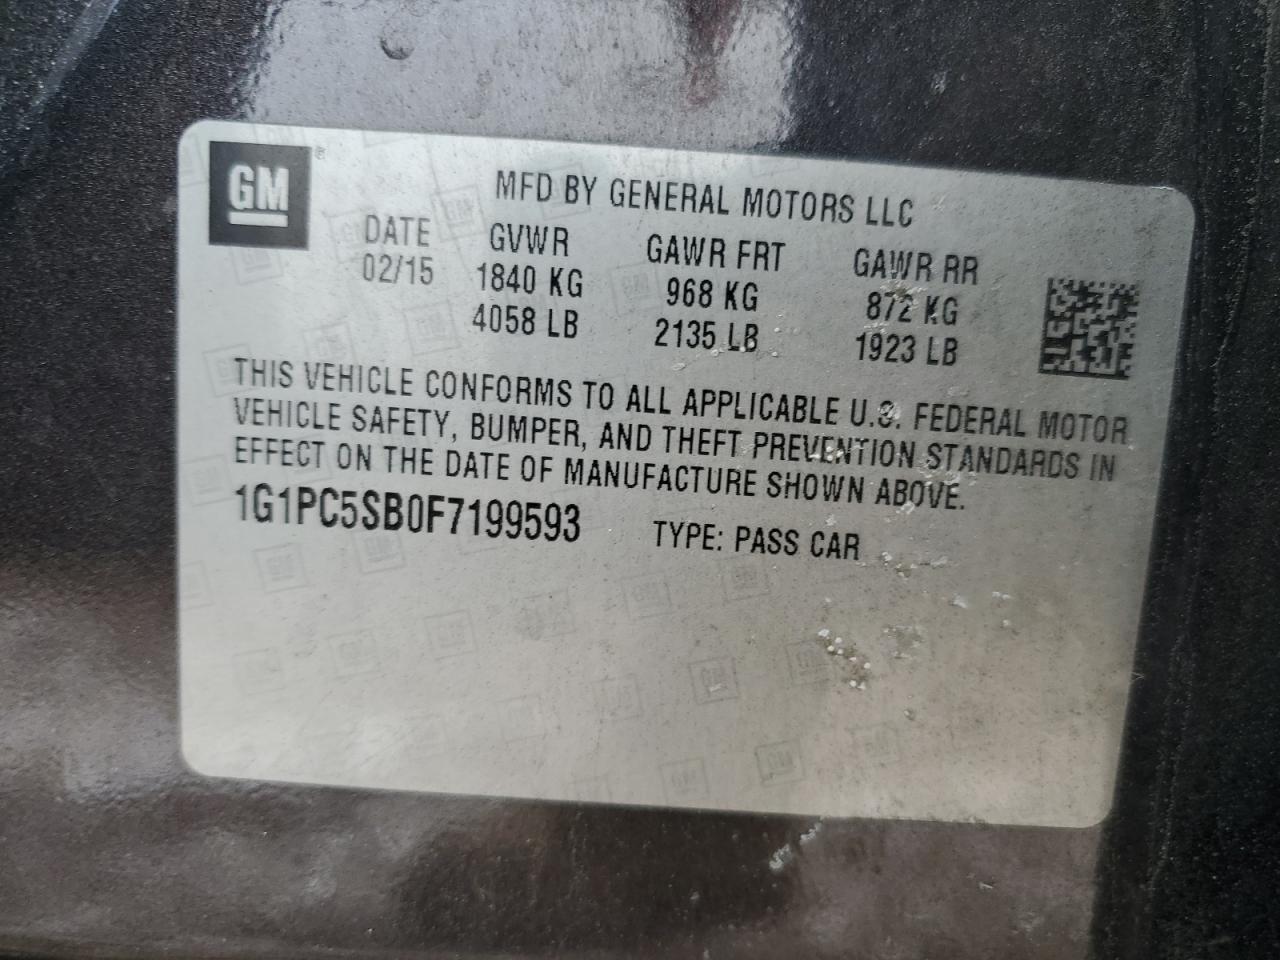 GM ®
MFD BY GENERAL MOTORS LLC
DATE GVWR GAWR FRT GAWR RR
02/15 1840 KG 968 KG 872 KG
4058 LB 2135 LB 1923 LB
THIS VEHICLE CONFORMS TO ALL APPLICABLE U.S. FEDERAL MOTOR
VEHICLE SAFETY, BUMPER, AND THEFT PREVENTION STANDARDS IN
EFFECT ON THE DATE OF MANUFACTURE SHOWN ABOVE.
1G1PC5SB0F7199593 TYPE: PASS CAR